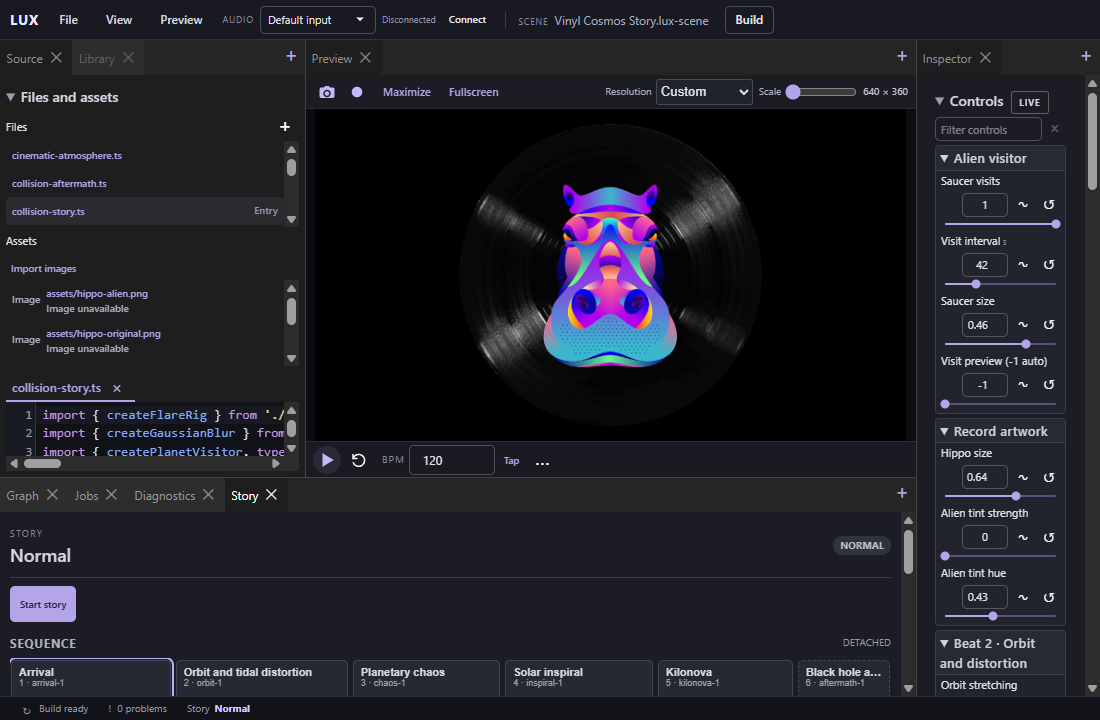 LUX File View Preview AUDIO Default input Disconnected Connect SCENE Vinyl Cosmos Story.lux-scene Build
Source Library
Files and assets
Files
cinematic-atmosphere.ts
collision-aftermath.ts
collision-story.ts Entry
Assets
Import images
Image assets/hippo-alien.png
Image unavailable
Image assets/hippo-original.png
Image unavailable
collision-story.ts
1 import { createFlareRig } from './
2 import { createGaussianBlur } from
3 import { createPlanetVisitor, type
Preview
Maximize Fullscreen Resolution Custom Scale 640 × 360
BPM 120 Tap ...
Graph Jobs Diagnostics Story
STORY
Normal
NORMAL
Start story
SEQUENCE DETACHED
Arrival
1 · arrival-1
Orbit and tidal distortion
2 · orbit-1
Planetary chaos
3 · chaos-1
Solar inspiral
4 · inspiral-1
Kilonova
5 · kilonova-1
Black hole a...
6 · aftermath-1
Inspector
Controls LIVE
Filter controls
Alien visitor
Saucer visits
1
Visit interval s
42
Saucer size
0.46
Visit preview (-1 auto)
-1
Record artwork
Hippo size
0.64
Alien tint strength
0
Alien tint hue
0.43
Beat 2 · Orbit
and distortion
Orbit stretching
Build ready ! 0 problems Story Normal